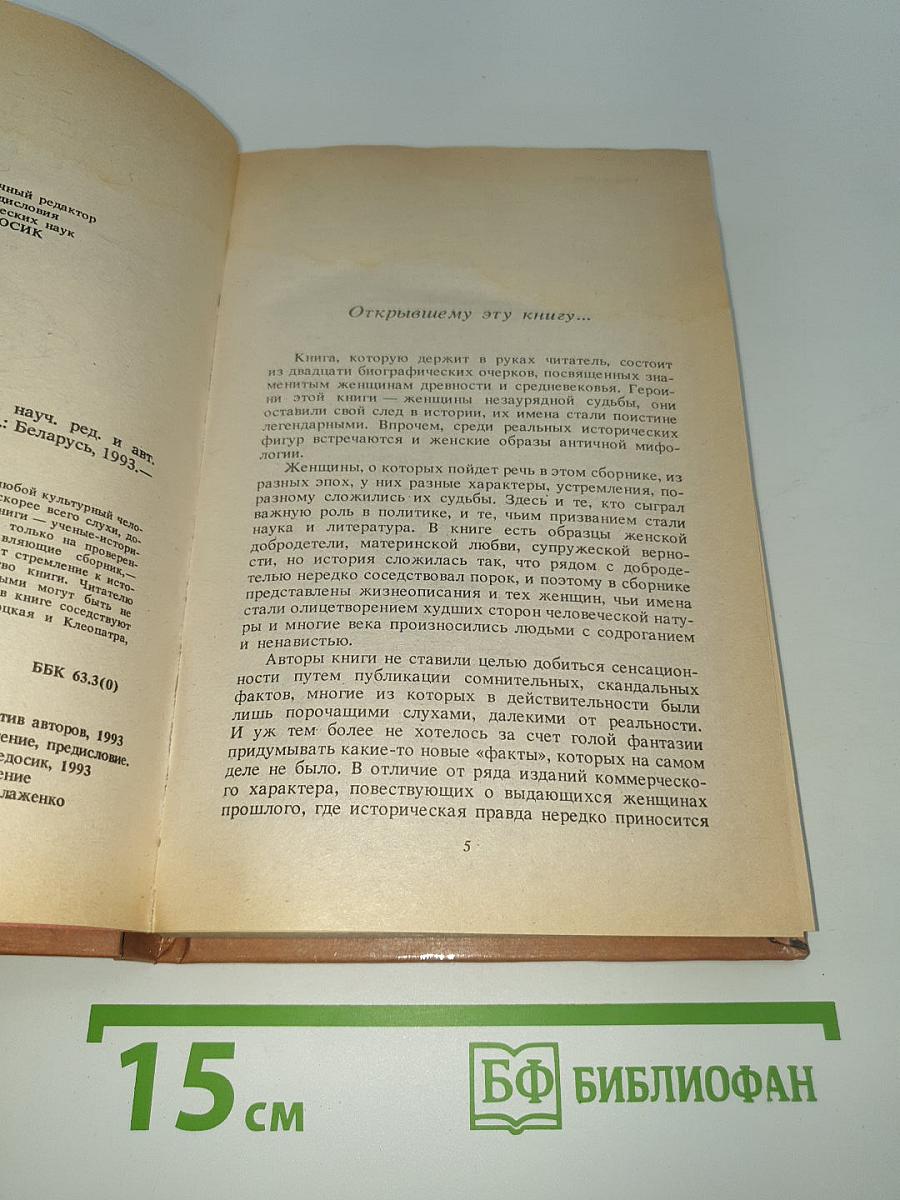 чный редактор
дисловия
ческих наук
ОСИК
науч. ред. и авт.
.: Беларусь, 1993.—
любой культурный чело-
скорее всего слухи, до-
ниги — ученые-истори-
только на проверен-
вляющие сборник,—
т стремление к исто-
тво книги. Читателю
ыми могут быть не
в книге соседствуют
оцкая и Клеопатра,
ББК 63.3(0)
тив авторов, 1993
ение, предисловие.
едосик, 1993
ение
лаженко
Открывшему эту книгу...
Книга, которую держит в руках читатель, состоит
из двадцати биографических очерков, посвященных зна-
менитым женщинам древности и средневековья. Герои-
ни этой книги — женщины незаурядной судьбы, они
оставили свой след в истории, их имена стали поистине
легендарными. Впрочем, среди реальных исторических
фигур встречаются и женские образы античной мифо-
логии.
Женщины, о которых пойдет речь в этом сборнике, из
разных эпох, у них разные характеры, устремления, по-
разному сложились их судьбы. Здесь и те, кто сыграл
важную роль в политике, и те, чьим призванием стали
наука и литература. В книге есть образцы женской
добродетели, материнской любви, супружеской верно-
сти, но история сложилась так, что рядом с доброде-
телью нередко соседствовал порок, и поэтому в сборнике
представлены жизнеописания и тех женщин, чьи имена
стали олицетворением худших сторон человеческой нату-
ры и многие века произносились людьми с содроганием
и ненавистью.
Авторы книги не ставили целью добиться сенсацион-
ности путем публикации сомнительных, скандальных
фактов, многие из которых в действительности были
лишь порочащими слухами, далекими от реальности.
И уж тем более не хотелось за счет голой фантазии
придумывать какие-то новые «факты», которых на самом
деле не было. В отличие от ряда изданий коммерческо-
го характера, повествующих о выдающихся женщинах
прошлого, где историческая правда нередко приносится
5
15 см
БФ БИБЛИОФАН